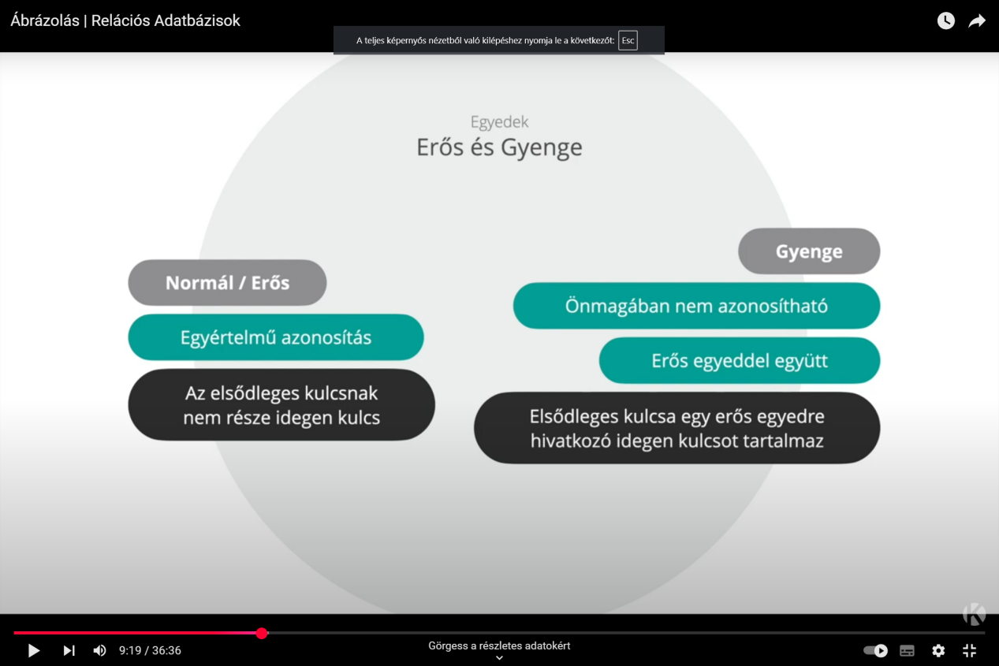 Ábrázolás | Relációs Adatbázisok
A teljes képernyős nézetből való kilépéshez nyomja le a következőt: Esc
Egyedek
Erős és Gyenge
Normál / Erős
Egyértelmű azonosítás
Az elsődleges kulcsnak
nem része idegen kulcs
Gyenge
Önmagában nem azonosítható
Erős egyeddel együtt
Elsődleges kulcsa egy erős egyedre
hivatkozó idegen kulcsot tartalmaz
K
9:19 / 36:36
Görgess a részletes adatokért